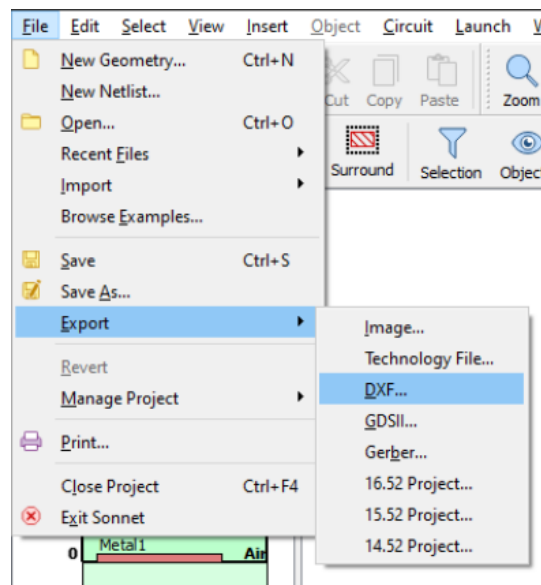 File Edit Select View Insert Object Circuit Launch
New Geometry... Ctrl+N
New Netlist...
Open... Ctrl+O
Recent Files
Import
Browse Examples...
Save Ctrl+S
Save As...
Export
Revert
Manage Project
Print...
Close Project Ctrl+F4
Exit Sonnet
Cut Copy Paste Zoom
Surround Selection Objec
Image...
Technology File...
DXF...
GDSII...
Gerber...
16.52 Project...
15.52 Project...
14.52 Project...
0 Metal1 Air